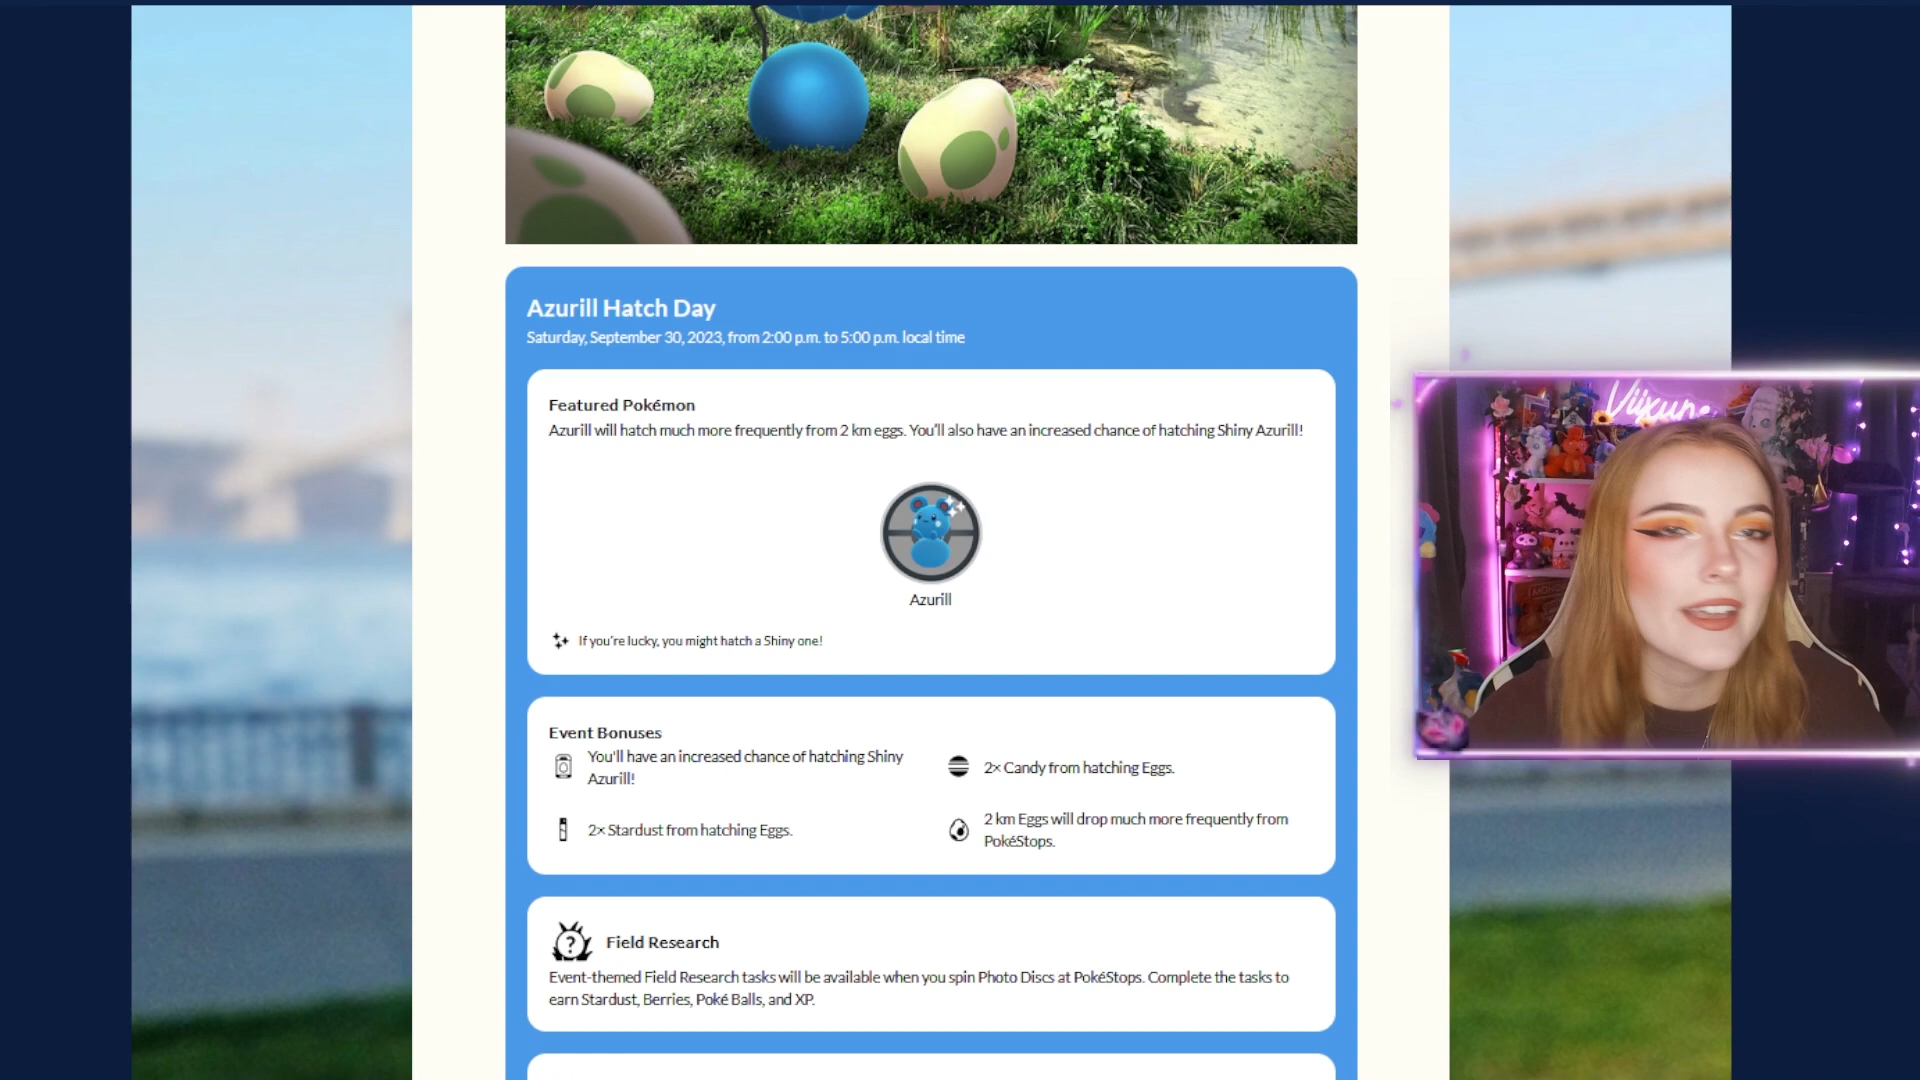 Azurill Hatch Day
Saturday, September 30, 2023, from 2:00 p.m. to 5:00 p.m. local time
Featured Pokémon
Azurill will hatch much more frequently from 2 km eggs. You'll also have an increased chance of hatching Shiny Azurill!
Azurill
If you're lucky, you might hatch a Shiny one!
Event Bonuses
You'll have an increased chance of hatching Shiny
Azurill!
2× Candy from hatching Eggs.
2× Stardust from hatching Eggs.
2 km Eggs will drop much more frequently from
PokéStops.
Field Research
Event-themed Field Research tasks will be available when you spin Photo Discs at PokéStops. Complete the tasks to
earn Stardust, Berries, Poké Balls, and XP.